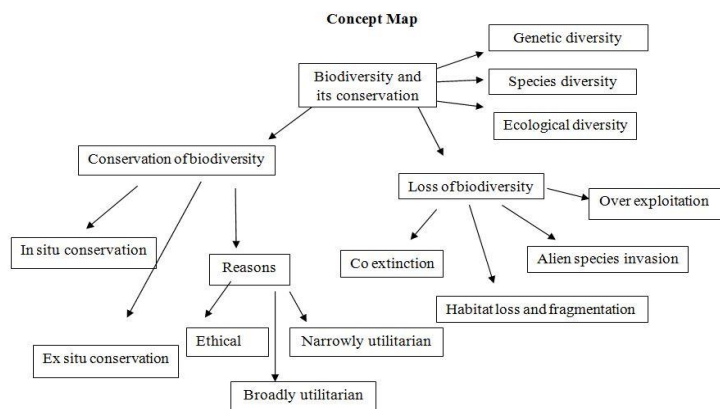 Concept Map
Genetic diversity
Biodiversity and
its conservation
Species diversity
Ecological diversity
Conservation of biodiversity
Loss of biodiversity
Over exploitation
In situ conservation
Reasons
Co extinction
Alien species invasion
Habitat loss and fragmentation
Ex situ conservation
Ethical
Narrowly utilitarian
Broadly utilitarian